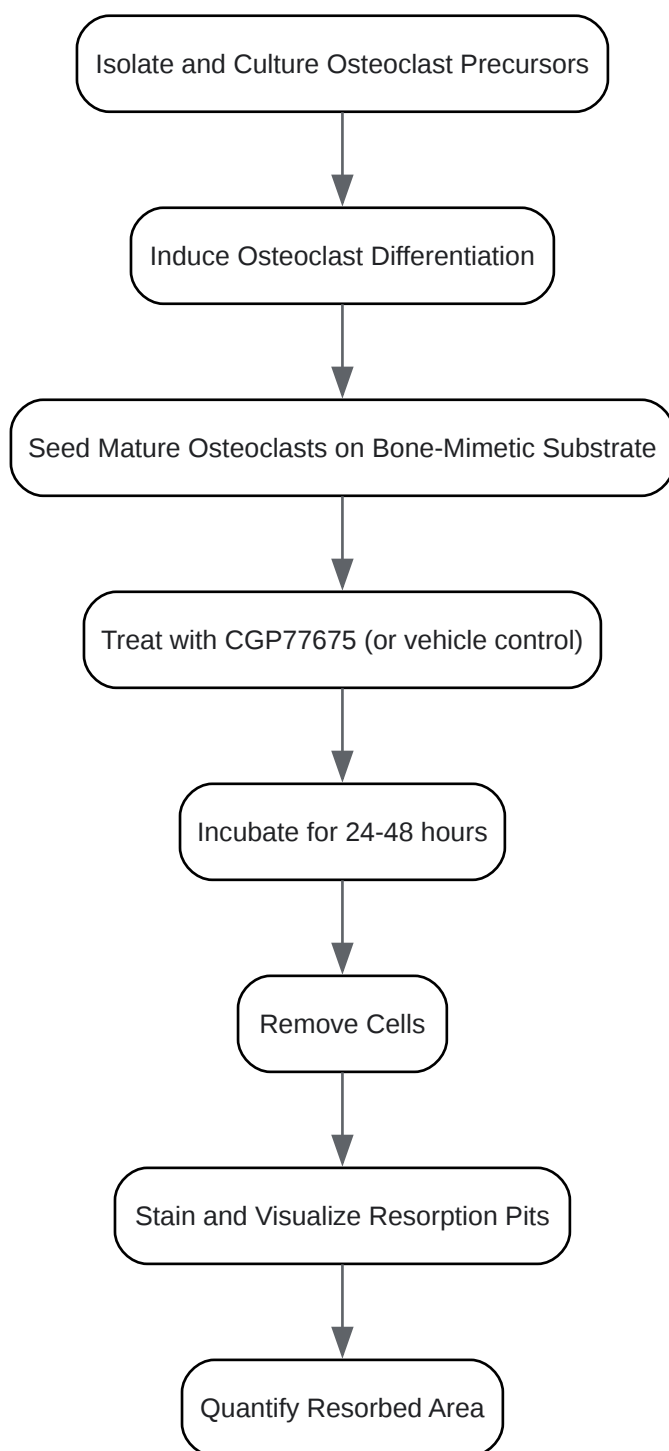 Isolate and Culture Osteoclast Precursors
Induce Osteoclast Differentiation
Seed Mature Osteoclasts on Bone-Mimetic Substrate
Treat with CGP77675 (or vehicle control)
Incubate for 24-48 hours
Remove Cells
Stain and Visualize Resorption Pits
Quantify Resorbed Area